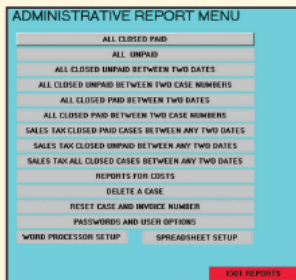 ADMINISTRATIVE REPORT MENU
ALL CLOSED PAID
ALL UNPAID
ALL CLOSED UNPAID BETWEEN TWO DATES
ALL CLOSED UNPAID BETWEEN TWO CASE NUMBERS
ALL CLOSED PAID BETWEEN TWO DATES
ALL CLOSED PAID BETWEEN TWO CASE NUMBERS
SALES TAX CLOSED PAID CASES BETWEEN ANY TWO DATES
SALES TAX CLOSED UNPAID BETWEEN ANY TWO DATES
SALES TAX ALL CLOSED CASES BETWEEN ANY TWO DATES
REPORTS FOR COSTS
DELETE A CASE
RESET CASE AND INVOICE NUMBER
PASSWORDS AND USER OPTIONS
WORD PROCESSOR SETUP SPREADSHEET SETUP
EXIT REPORTS